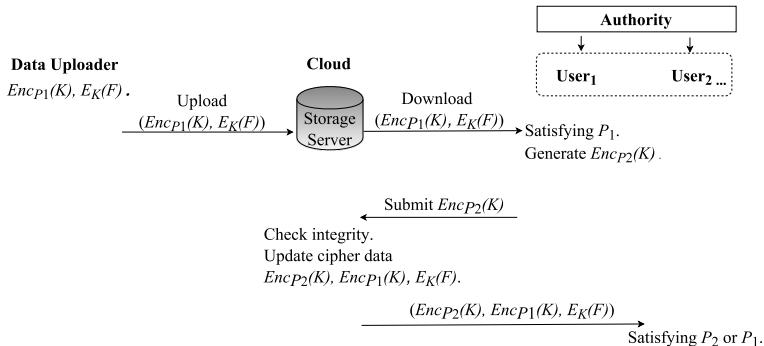 Authority
Data Uploader
Cloud
User1
User2 ...
EncP1(K), EK(F) .
Upload
(EncP1(K), EK(F))
Storage
Server
Download
(EncP1(K), EK(F))
Satisfying P1.
Generate EncP2(K) .
Submit EncP2(K)
Check integrity.
Update cipher data
EncP2(K), EncP1(K), EK(F).
(EncP2(K), EncP1(K), EK(F))
Satisfying P2 or P1.